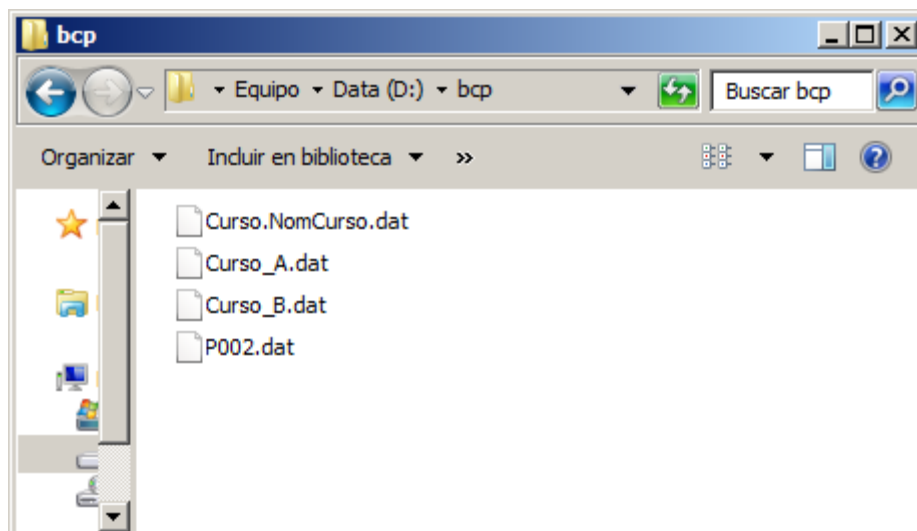 bcp
Equipo Data (D:) bcp Buscar bcp
Organizar Incluir en biblioteca »
Curso.NomCurso.dat
Curso_A.dat
Curso_B.dat
P002.dat